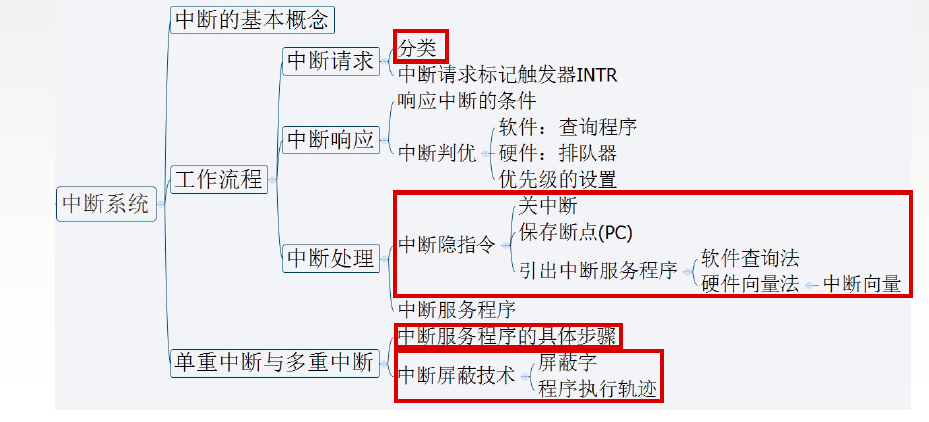 中断的基本概念
分类
中断请求
中断请求标记触发器INTR
响应中断的条件
软件：查询程序
中断响应
中断判优
硬件：排队器
优先级的设置
工作流程
中断系统
关中断
保存断点(PC)
中断隐指令
中断处理
软件查询法
引出中断服务程序
硬件向量法
中断向量
中断服务程序
中断服务程序的具体步骤
单重中断与多重中断
屏蔽字
中断屏蔽技术
程序执行轨迹